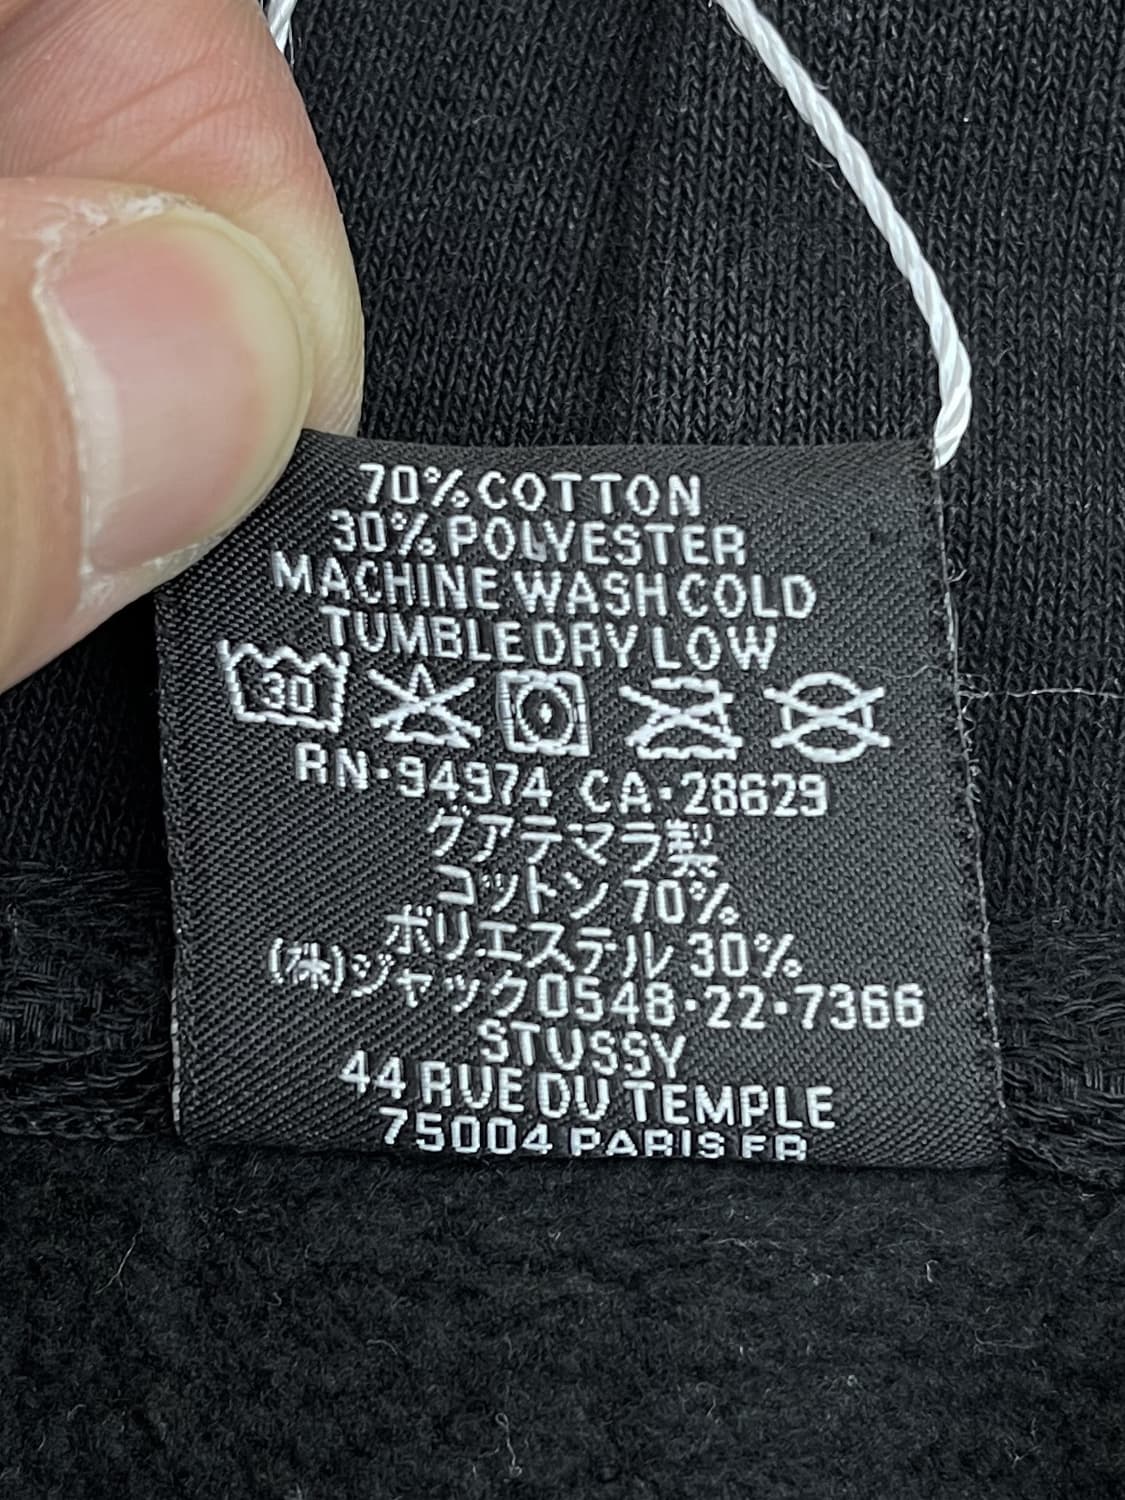 70% COTTON
30% POLYESTER
MACHINE WASH COLD
TUMBLE DRY LOW
30
RN·94974 CA·28629
グアテマラ製
コットン 70%
ポリエステル 30%
(株)ジャック0548·22·7366
STUSSY
44 RUE DU TEMPLE
75004 PARIS FR